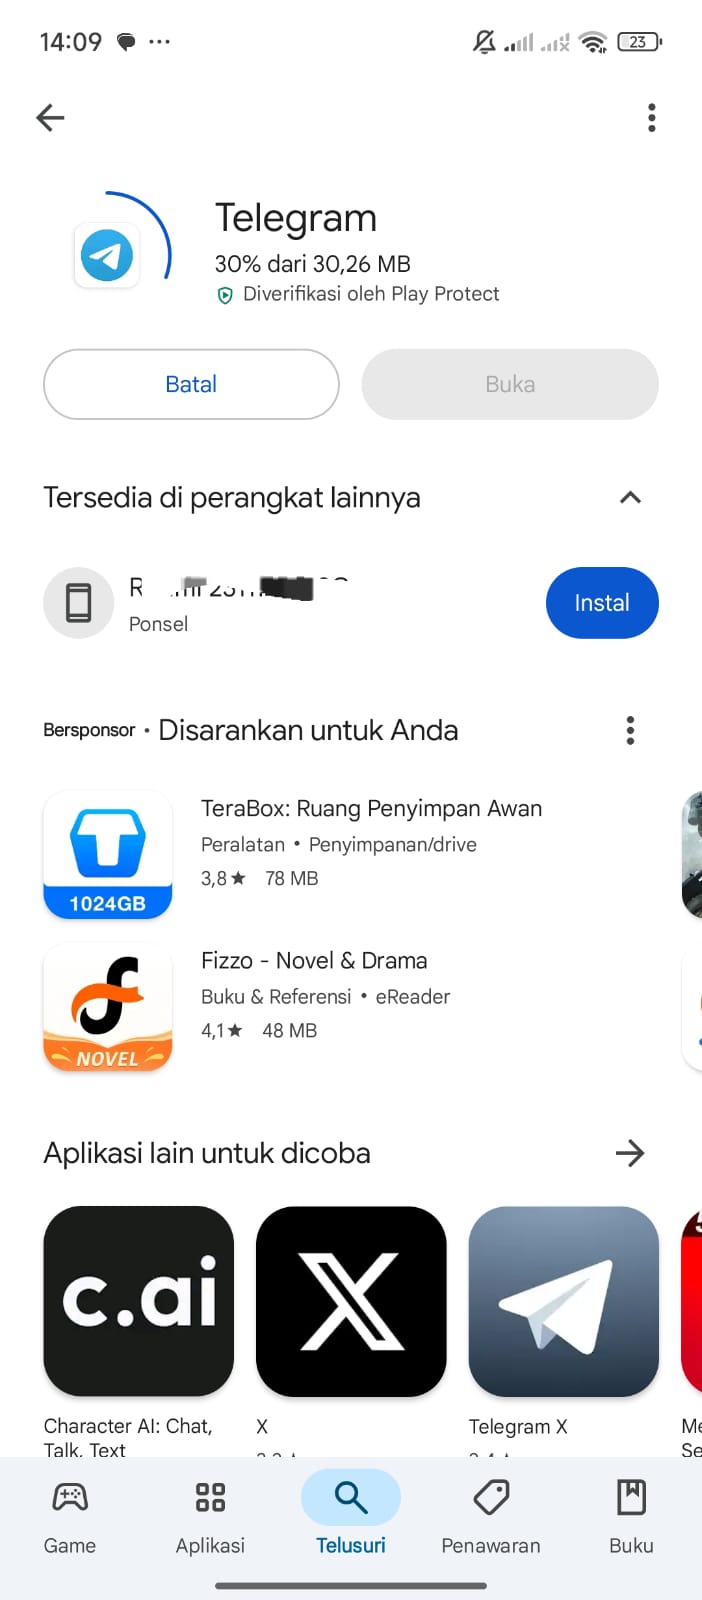 14:09
23
Telegram
30% dari 30,26 MB
Diverifikasi oleh Play Protect
Batal
Buka
Tersedia di perangkat lainnya
Ponsel
Instal
Bersponsor • Disarankan untuk Anda
TeraBox: Ruang Penyimpan Awan
Peralatan • Penyimpanan/drive
3,8★ 78 MB
1024GB
Fizzo - Novel & Drama
Buku & Referensi • eReader
4,1★ 48 MB
NOVEL
Aplikasi lain untuk dicoba
c.ai
X
Character AI: Chat,
Talk, Text
X
Telegram X
Me
Se
Game
Aplikasi
Telusuri
Penawaran
Buku